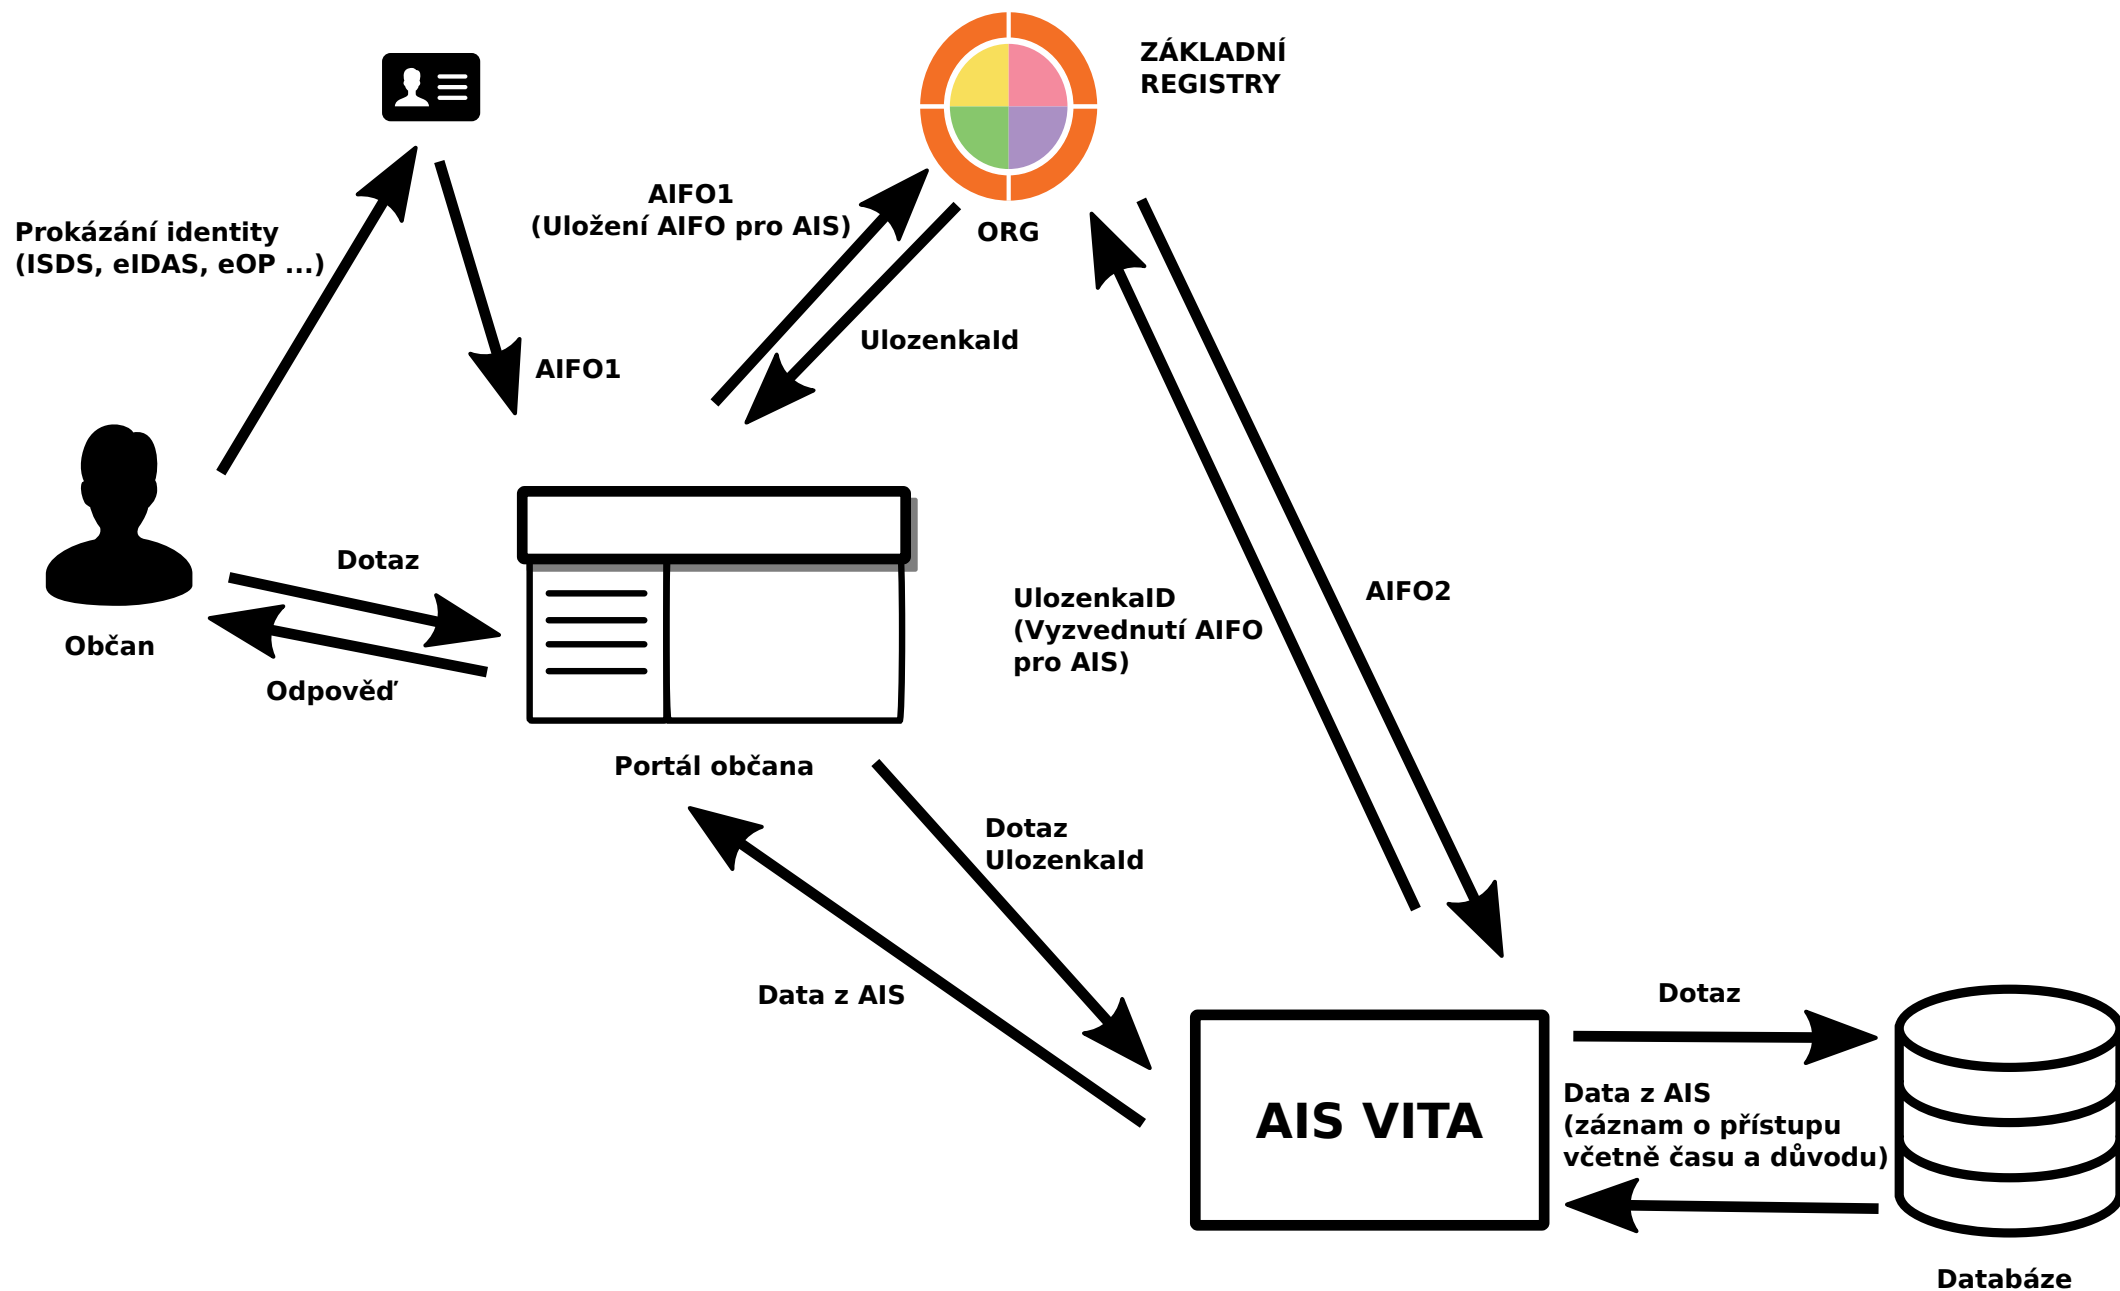 ZÁKLADNÍ
REGISTRY
AIFO1
(Uložení AIFO pro AIS)
ORG
Prokázání identity
(ISDS, eIDAS, eOP ...)
UlozenkaId
AIFO1
Dotaz
Občan
Odpověď
UlozenkaID
(Vyzvednutí AIFO
pro AIS)
AIFO2
Portál občana
Dotaz
UlozenkaId
Data z AIS
Dotaz
AIS VITA
Data z AIS
(záznam o přístupu
včetně času a důvodu)
Databáze